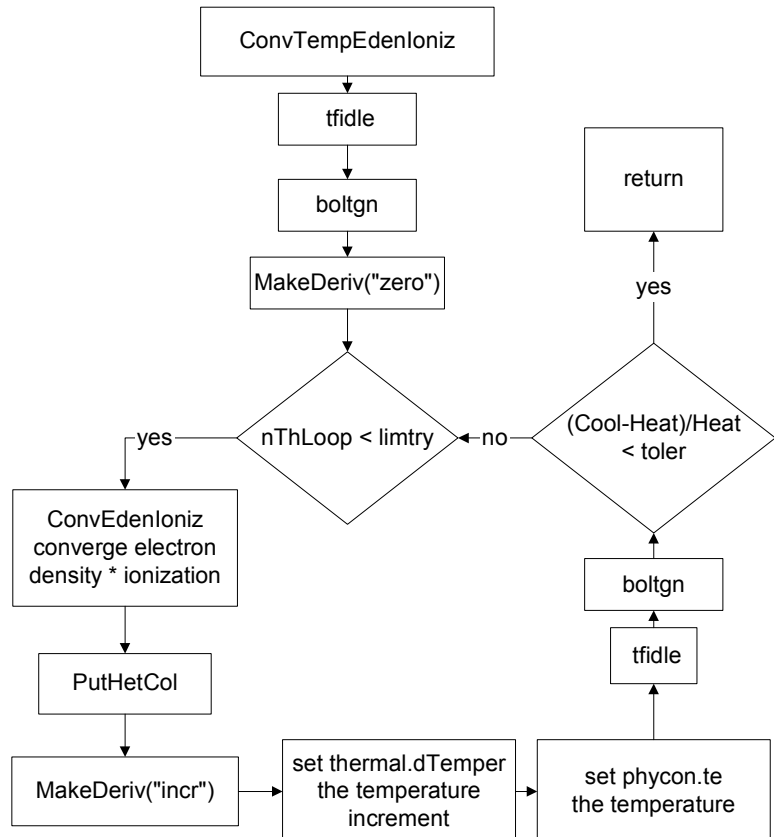 ConvTempEdenIoniz
tfidle
boltgn
MakeDeriv("zero")
nThLoop < limtry
yes
ConvEdenIoniz
converge electron
density * ionization
PutHetCol
MakeDeriv("incr")
set thermal.dTemper
the temperature
increment
set phycon.te
the temperature
tfidle
boltgn
(Cool-Heat)/Heat
< toler
no
yes
return